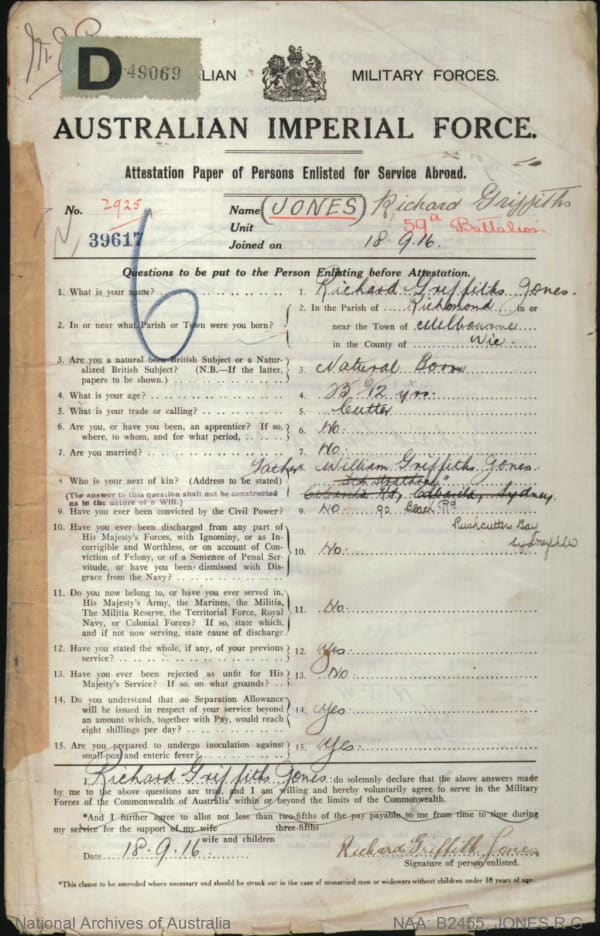 D 49069
ALIAN MILITARY FORCES.
AUSTRALIAN IMPERIAL FORCE.
Attestation Paper of Persons Enlisted for Service Abroad.
No. 2925
39617
6
Name JONES Richard Griffiths
Unit 59th Battalion
Joined on 18.9.16.
Questions to be put to the Person Enlisting before Attestation.
1. What is your name? 1. Richard Griffiths Jones.
2. In or near what Parish or Town were you born? 2. In the Parish of Richmond in or
near the Town of Melbourne
in the County of Vic
3. Are you a natural born British Subject or a Natur-
alized British Subject? (N.B.—If the latter,
papers to be shown.) 3. Natural Born
4. What is your age? 4. 25 yrs.
5. What is your trade or calling? 5. Cutter
6. Are you, or have you been, an apprentice? If so,
where, to whom, and for what period, 6. No.
7. Are you married? 7. No.
8 Who is your next of kin? (Address to be stated) Father William Griffiths Jones.
(The answer to this question shall not be constructed
as in the nature of a Will.)
Sydney
90 Beach Rd
Rushcutters Bay
Sydney NSW
9. Have you ever been convicted by the Civil Power? 9. NO
10. Have you ever been discharged from any part of
His Majesty's Forces, with Ignominy, or as In-
corrigible and Worthless, or on account of Con-
viction of Felony, or of a Sentence of Penal Ser-
vitude, or have you been dismissed with Dis-
grace from the Navy? 10. No.
11. Do you now belong to, or have you ever served in,
His Majesty's Army, the Marines, the Militia,
The Militia Reserve, the Territorial Force, Royal
Navy, or Colonial Forces? If so, state which,
and if not now serving, state cause of discharge 11. No.
12. Have you stated the whole, if any, of your previous
service? 12. yes
13. Have you ever been rejected as unfit for His
Majesty's Service? If so, on what grounds? 13. No
14. Do you understand that no Separation Allowance
will be issued in respect of your service beyond
an amount which, together with Pay, would reach
eight shillings per day? 14. yes
15. Are you prepared to undergo inoculation against
small-pox and enteric fever? 15. yes.
I, Richard Griffiths Jones do solemnly declare that the above answers made
by me to the above questions are true, and I am willing and hereby voluntarily agree to serve in the Military
Forces of the Commonwealth of Australia within or beyond the limits of the Commonwealth.
*And I further agree to allot not less than two-fifths of the pay payable to me from time to time during
my service for the support of my wife three-fifths
wife and children
Date 18.9.16 Richard Griffith Jones
Signature of person enlisted.
*This clause to be amended where necessary and should be struck out in the case of unmarried men or widowers without children under 18 years of age.
National Archives of Australia NAA: B2455, JONES R G